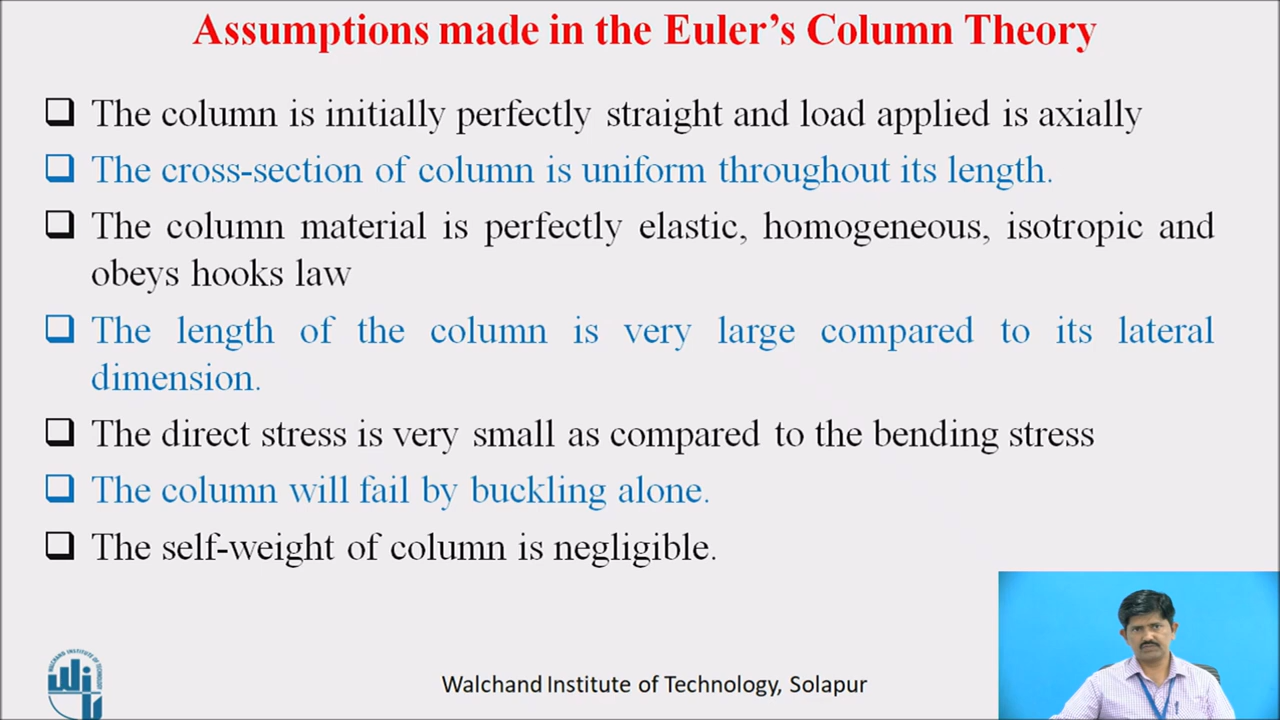 Assumptions made in the Euler's Column Theory
The column is initially perfectly straight and load applied is axially
The cross-section of column is uniform throughout its length.
The column material is perfectly elastic, homogeneous, isotropic and
obeys hooks law
The length of the column is very large compared to its lateral
dimension.
The direct stress is very small as compared to the bending stress
The column will fail by buckling alone.
The self-weight of column is negligible.
WALCHAND INSTITUTE OF TECHNOLOGY
Walchand Institute of Technology, Solapur